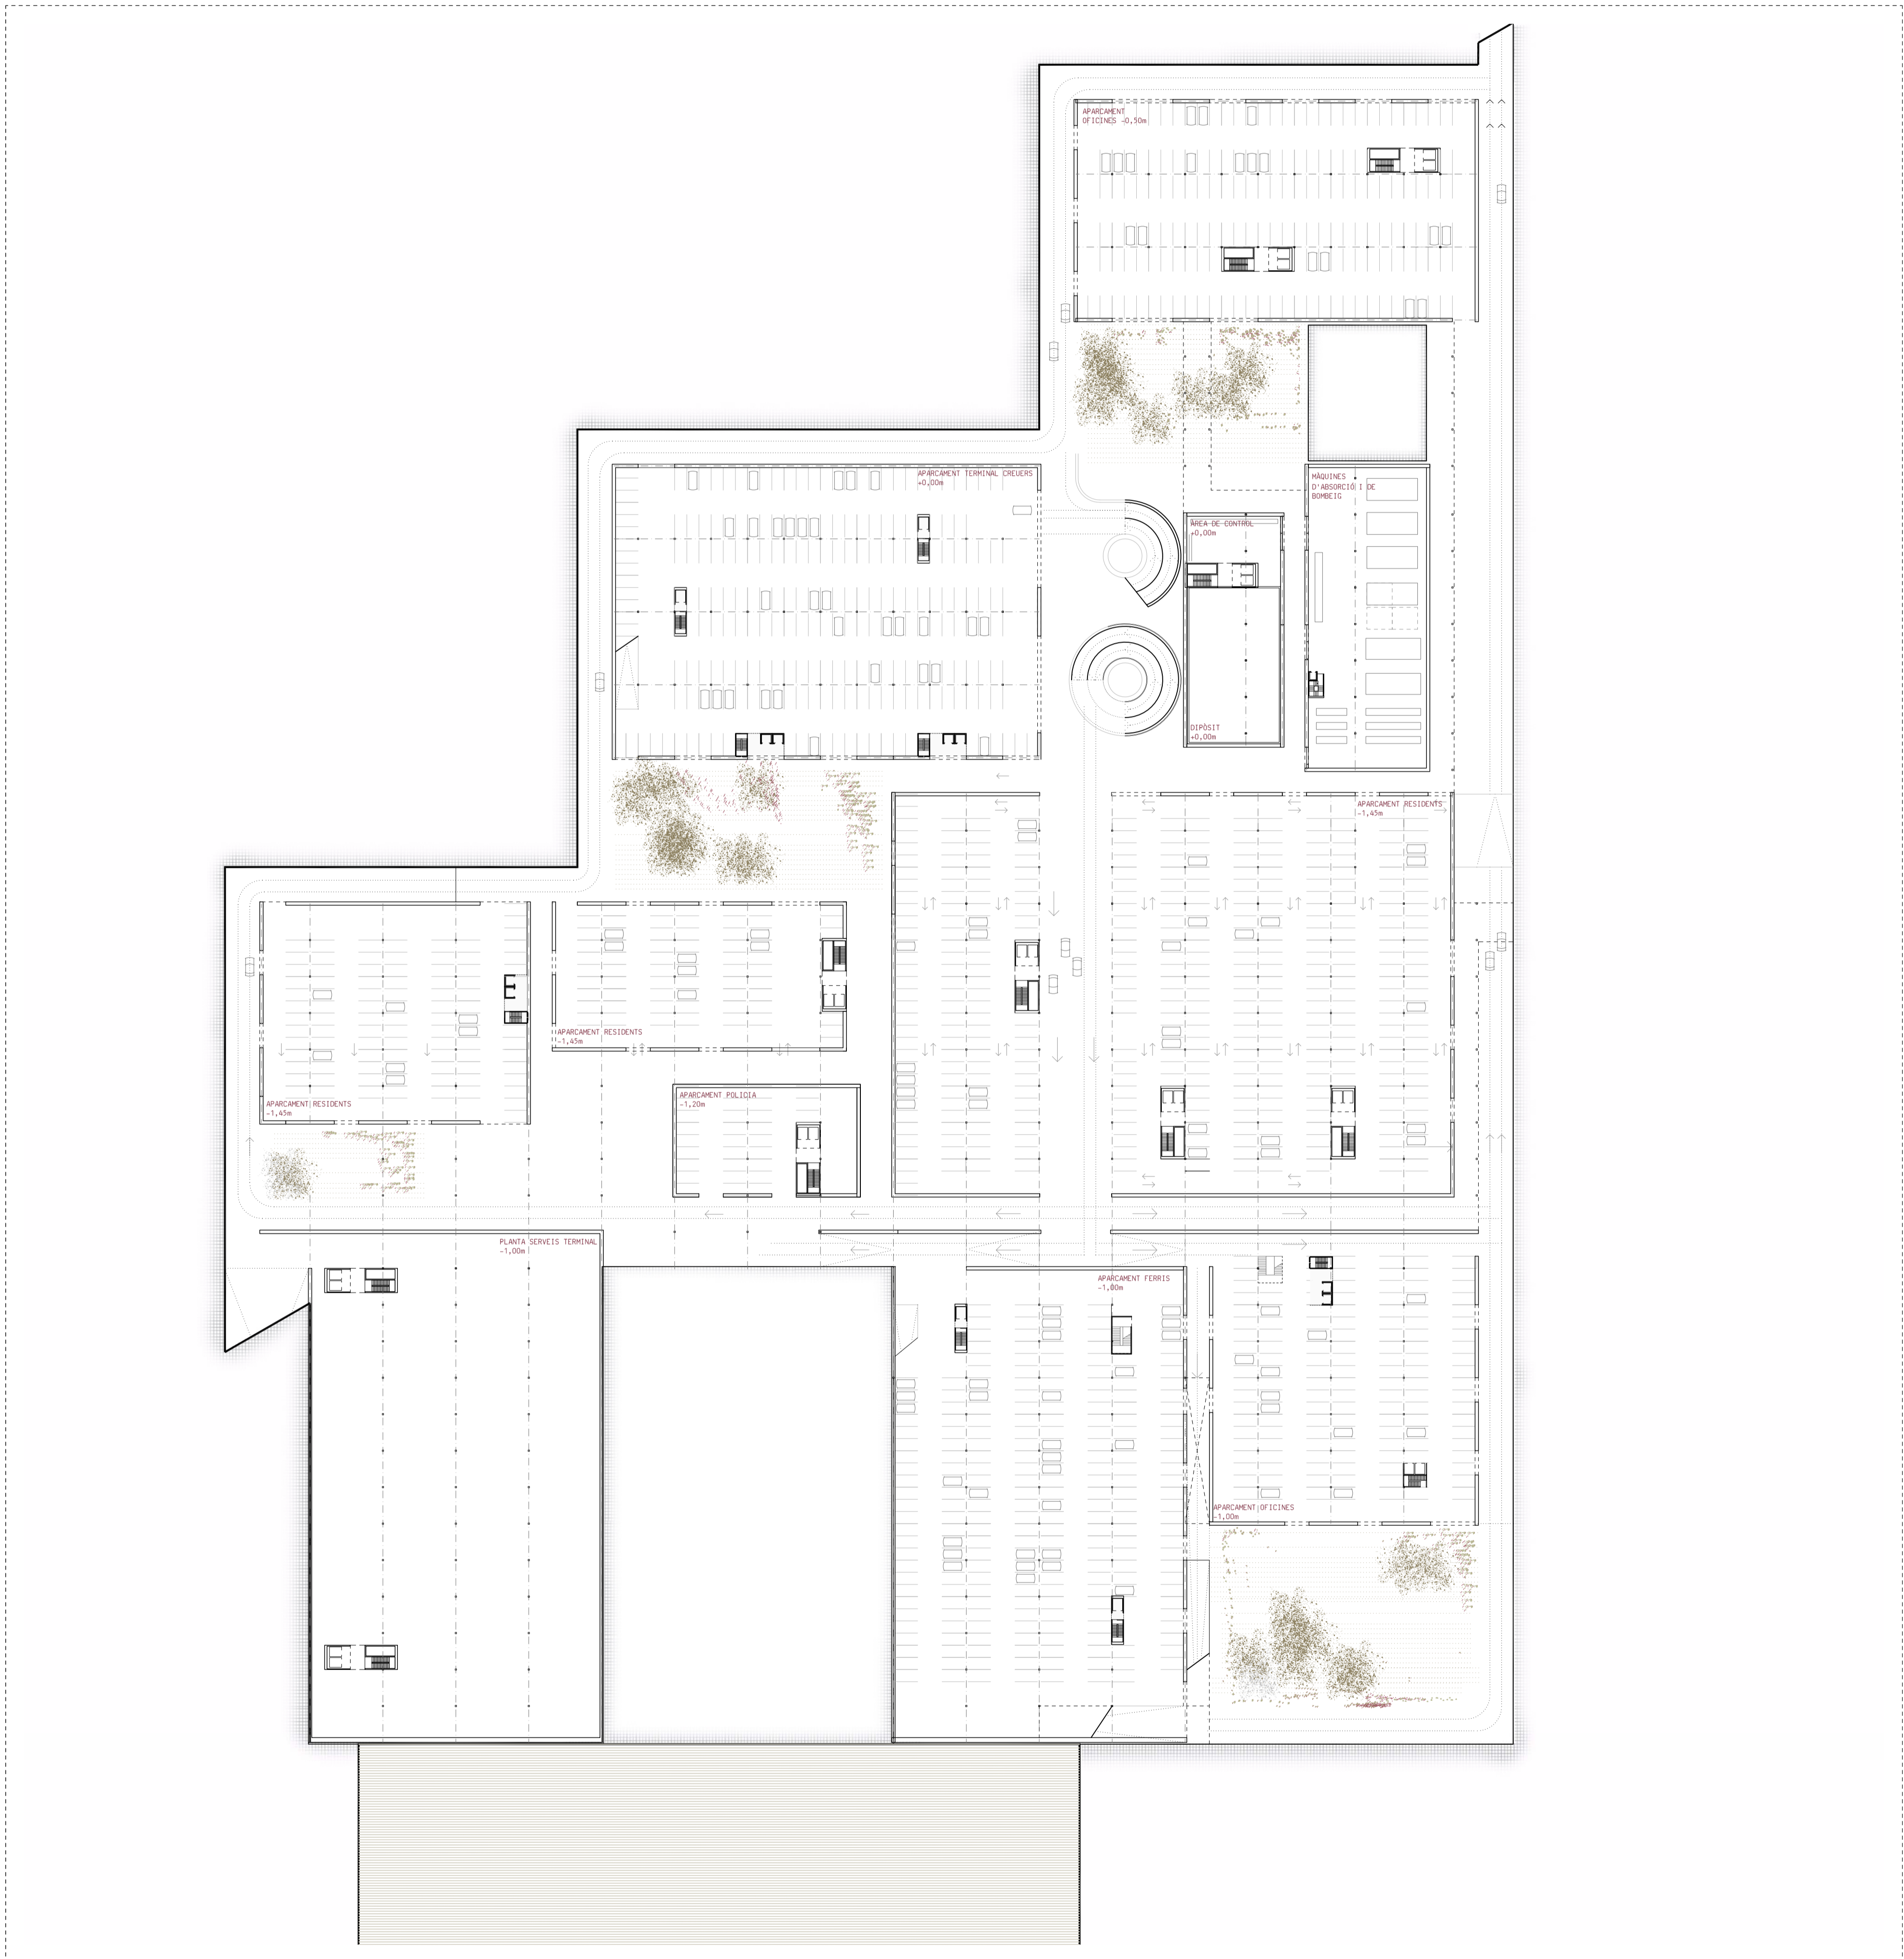 APARCAMENT
OFICINES -0,50m
APARCAMENT TERMINAL CREUERS
+0,00m
MÀQUINES
D'ABSORCIÓ I DE
BOMBEIG
ÀREA DE CONTROL
+0,00m
DIPÒSIT
+0,00m
APARCAMENT RESIDENTS
-1,45m
APARCAMENT RESIDENTS
-1,45m
APARCAMENT POLICIA
-1,20m
APARCAMENT RESIDENTS
-1,45m
PLANTA SERVEIS TERMINAL
-1,00m
APARCAMENT FERRIS
-1,00m
APARCAMENT OFICINES
-1,00m